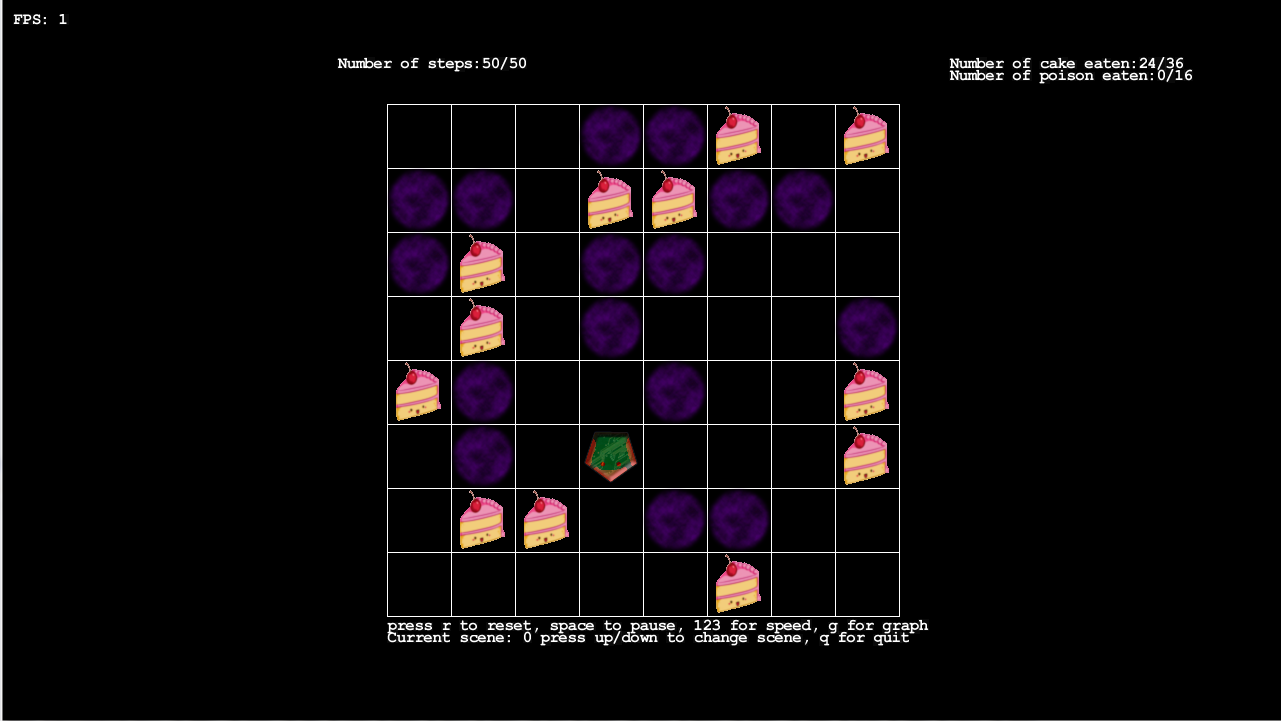 FPS: 1
Number of steps:50/50
Number of cake eaten:24/36
Number of poison eaten:0/16
press r to reset, space to pause, 123 for speed, g for graph
Current scene: 0 press up/down to change scene, q for quit